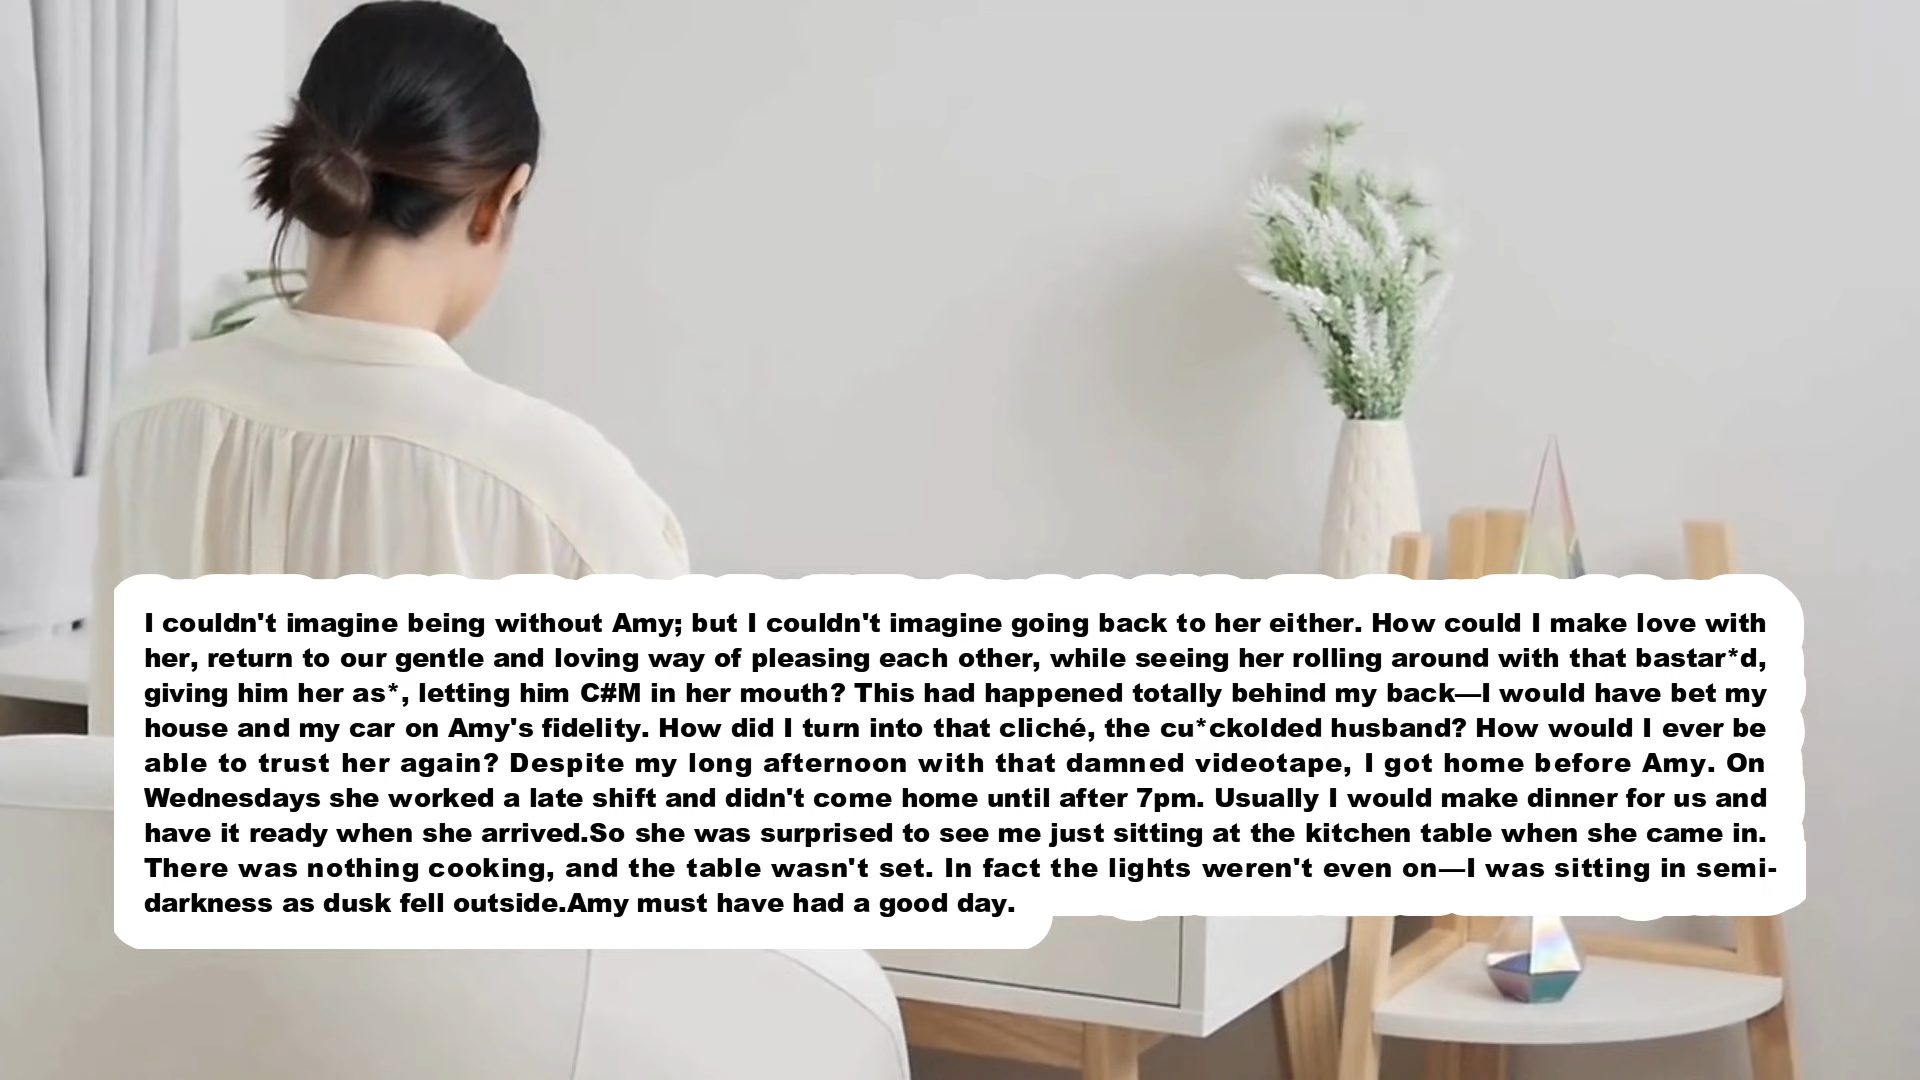 I couldn't imagine being without Amy; but I couldn't imagine going back to her either. How could I make love with
her, return to our gentle and loving way of pleasing each other, while seeing her rolling around with that bastar*d,
giving him her as*, letting him C#M in her mouth? This had happened totally behind my back—I would have bet my
house and my car on Amy's fidelity. How did I turn into that cliché, the cu*ckolded husband? How would I ever be
able to trust her again? Despite my long afternoon with that damned videotape, I got home before Amy. On
Wednesdays she worked a late shift and didn't come home until after 7pm. Usually I would make dinner for us and
have it ready when she arrived.So she was surprised to see me just sitting at the kitchen table when she came in.
There was nothing cooking, and the table wasn't set. In fact the lights weren't even on—I was sitting in semi-
darkness as dusk fell outside.Amy must have had a good day.